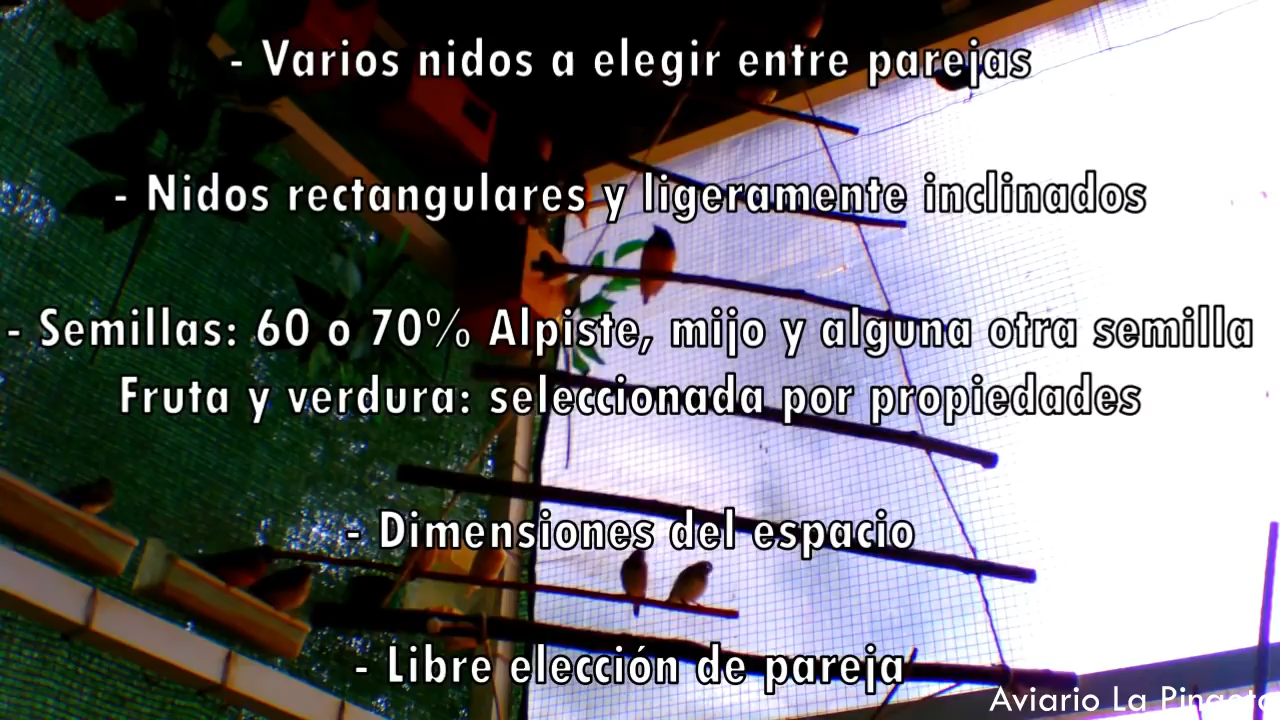 - Varios nidos a elegir entre parejas
- Nidos rectangulares y ligeramente inclinados
- Semillas: 60 o 70% Alpiste, mijo y alguna otra semilla
Fruta y verdura: seleccionada por propiedades
- Dimensiones del espacio
- Libre elección de pareja
Aviario La